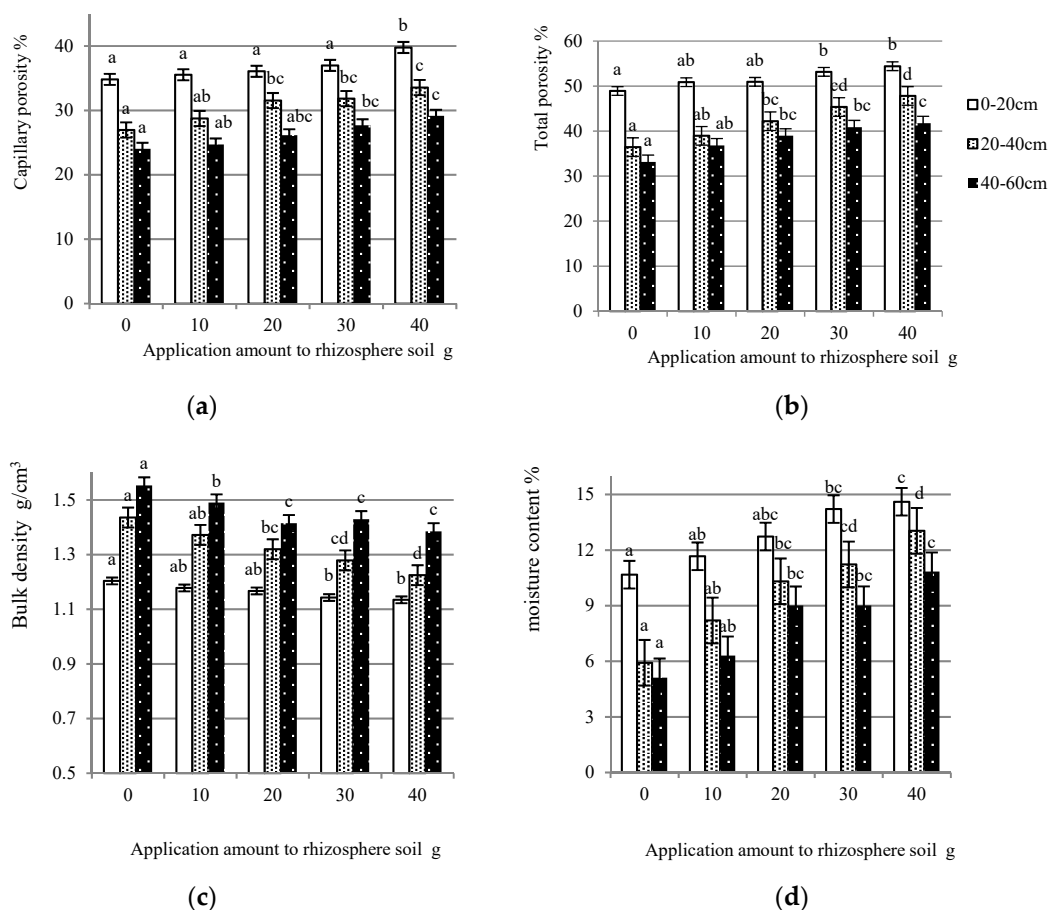 Capillary porosity %
40
30
20
10
0
a a a a b
a ab bc bc c
a ab abc bc c
0 10 20 30 40
Application amount to rhizosphere soil g
(a)
Total porosity %
60
50
40
30
20
10
0
a ab ab b b
a ab bc cd d
a ab bc bc c
0 10 20 30 40
Application amount to rhizosphere soil g
(b)
0-20cm
20-40cm
40-60cm
Bulk density g/cm³
1.5
1.3
1.1
0.9
0.7
0.5
a ab ab b b
a ab bc cd d
a b c c c
0 10 20 30 40
Application amount to rhizosphere soil g
(c)
moisture content %
15
12
9
6
3
0
a ab abc bc c
a ab bc cd d
a ab bc bc c
0 10 20 30 40
Application amount to rhizosphere soil g
(d)